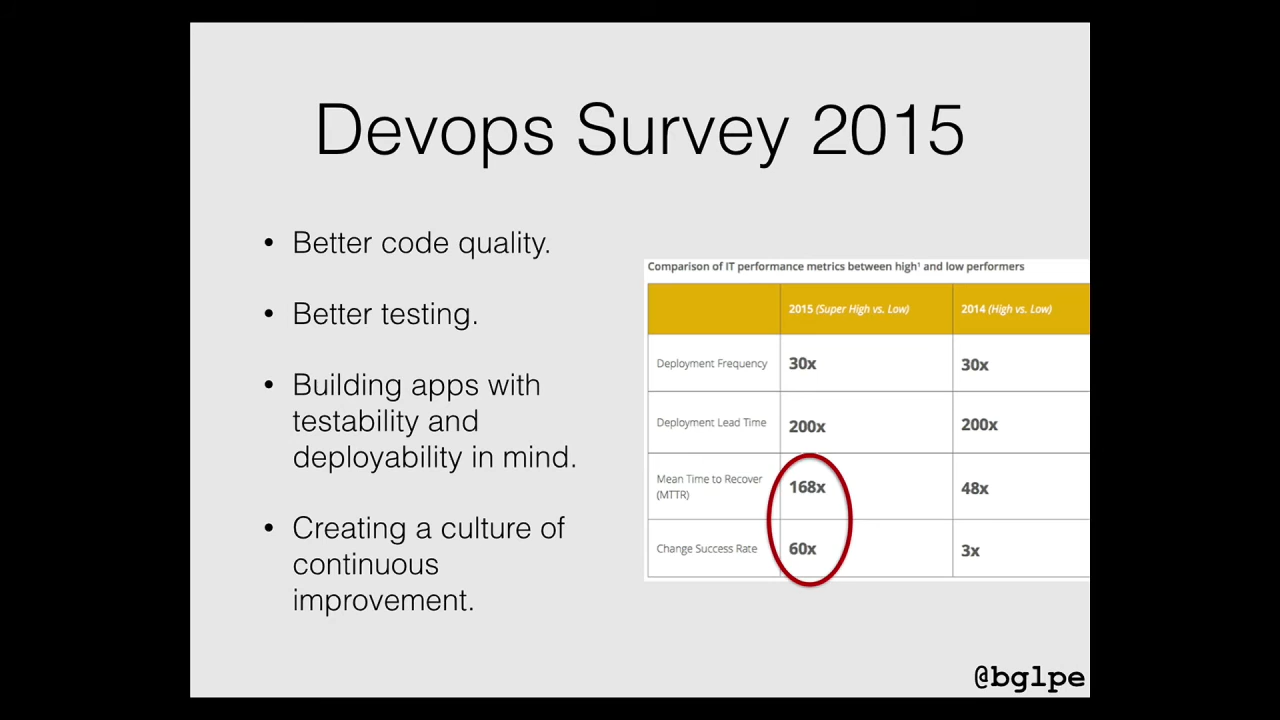 Devops Survey 2015
• Better code quality.
• Better testing.
• Building apps with
testability and
deployability in mind.
• Creating a culture of
continuous
improvement.
Comparison of IT performance metrics between high¹ and low performers
2015 (Super High vs. Low) 2014 (High vs. Low)
Deployment Frequency 30x 30x
Deployment Lead Time 200x 200x
Mean Time to Recover
(MTTR) 168x 48x
Change Success Rate 60x 3x
@bglpe